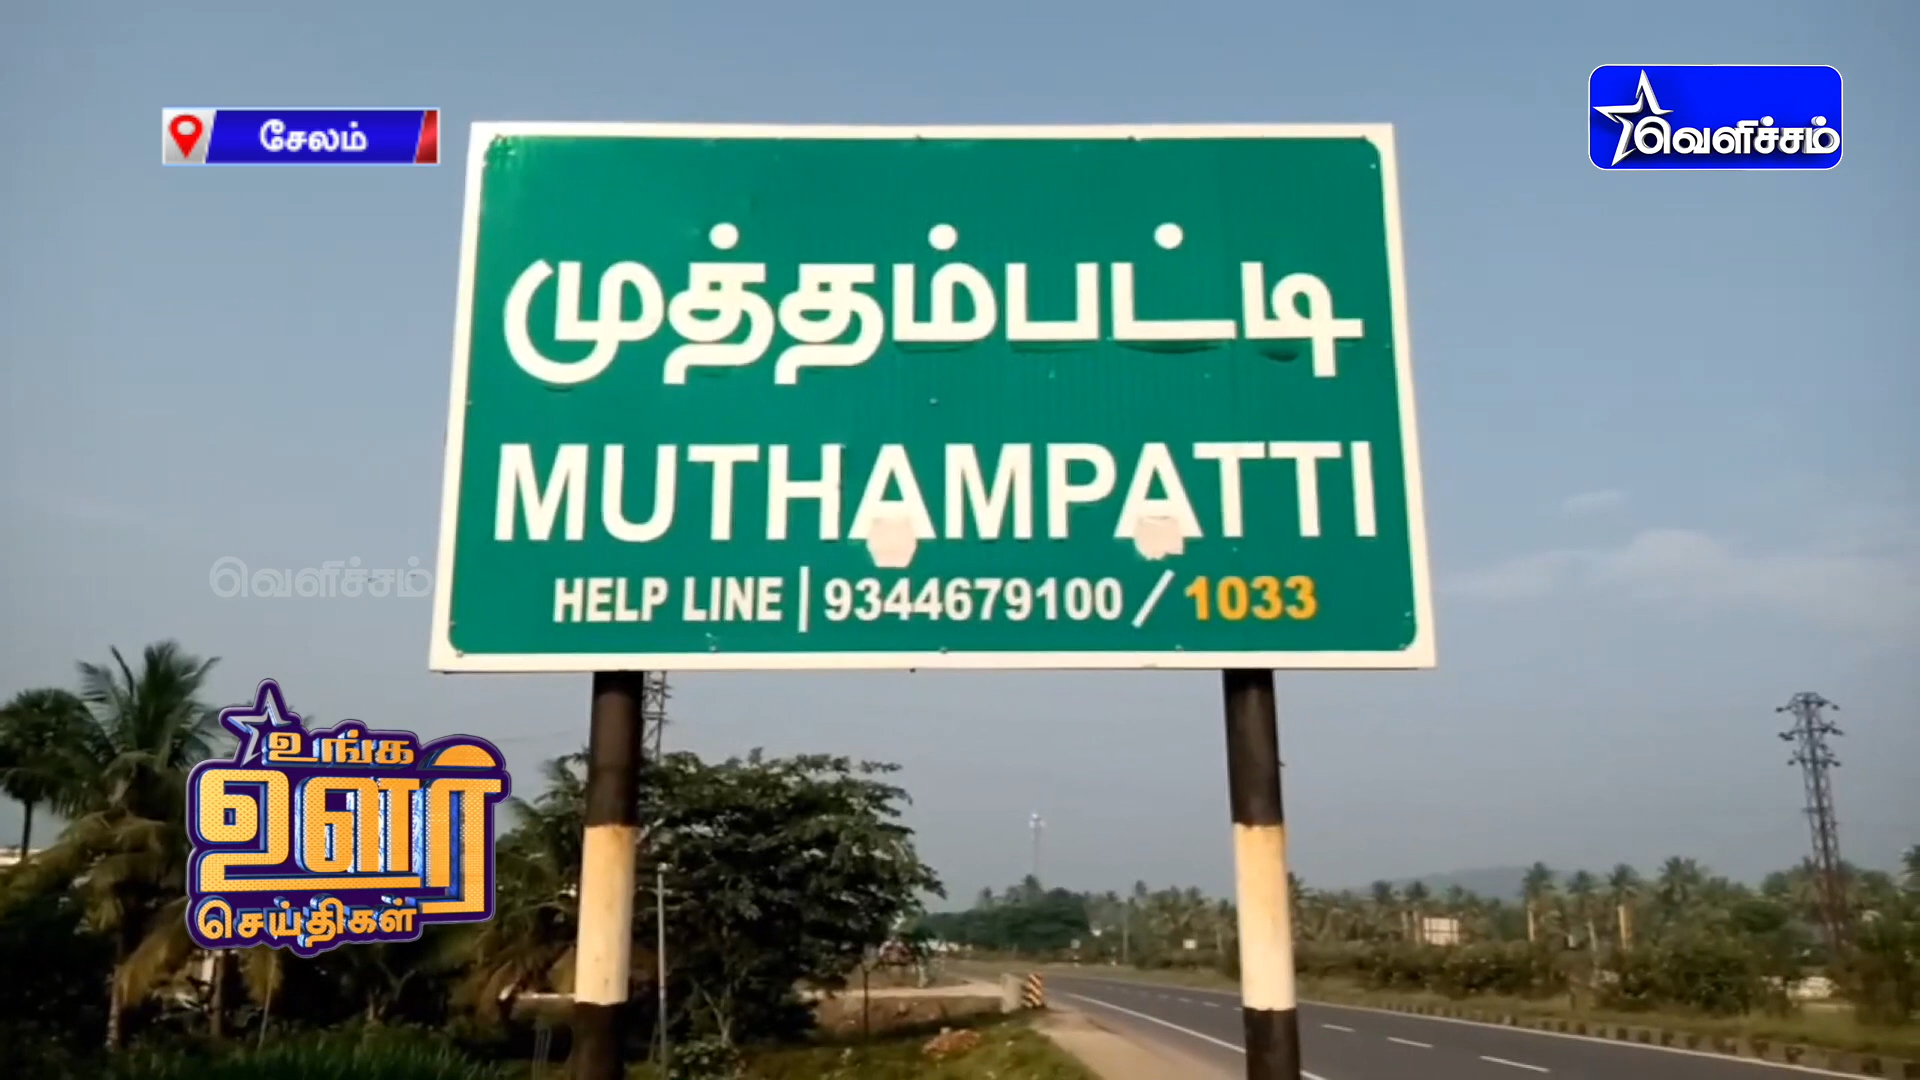 சேலம்
வெளிச்சம்
முத்தம்பட்டி
MUTHAMPATTI
HELP LINE | 9344679100 / 1033
வெளிச்சம்
உங்க
ஊர்
செய்திகள்